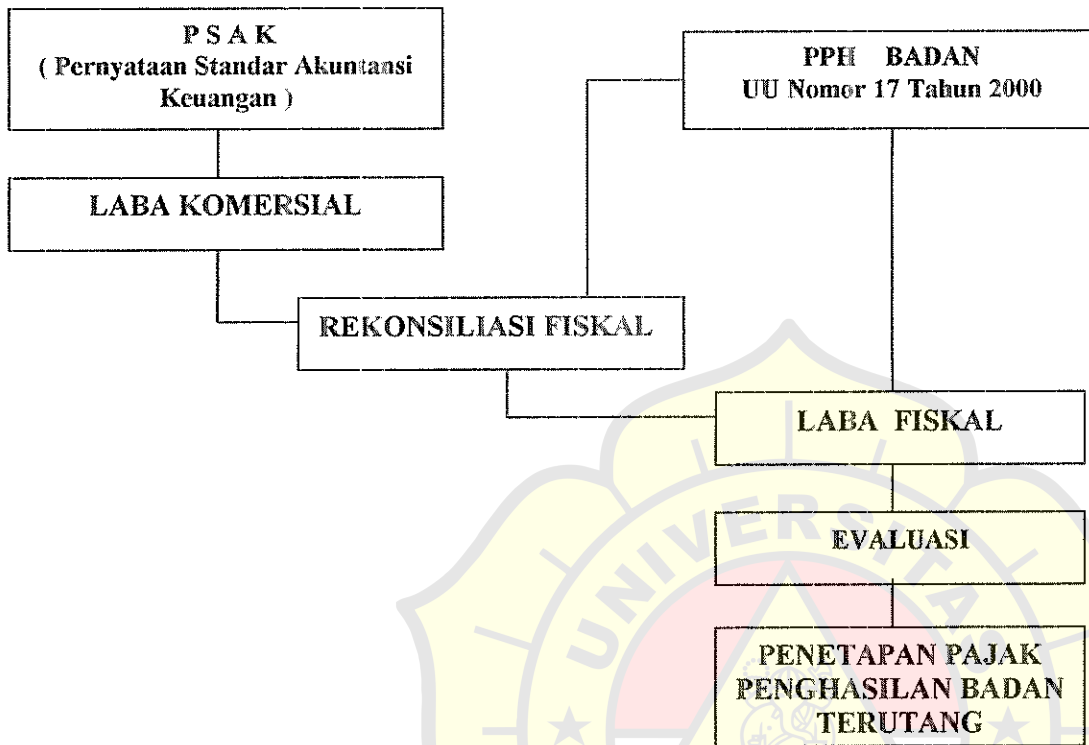 P S A K
( Pernyataan Standar Akuntansi
Keuangan )
PPH BADAN
UU Nomor 17 Tahun 2000
LABA KOMERSIAL
REKONSILIASI FISKAL
LABA FISKAL
EVALUASI
PENETAPAN PAJAK
PENGHASILAN BADAN
TERUTANG
UNIVERSITAS